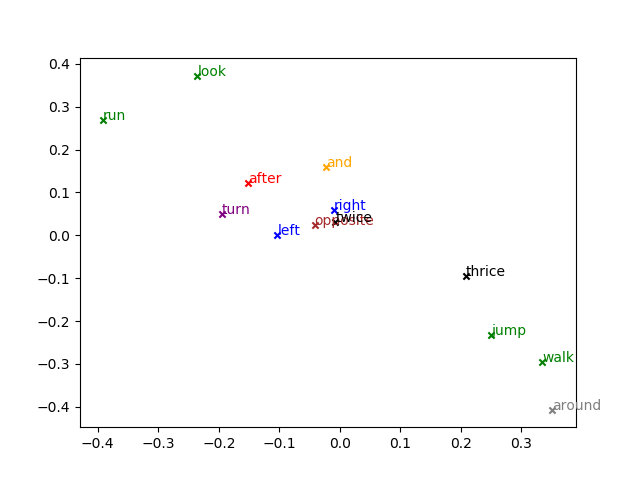 0.4
0.3
0.2
0.1
0.0
−0.1
−0.2
−0.3
−0.4
look
run
and
after
turn
right
twice
opposite
left
thrice
jump
walk
around
−0.4 −0.3 −0.2 −0.1 0.0 0.1 0.2 0.3